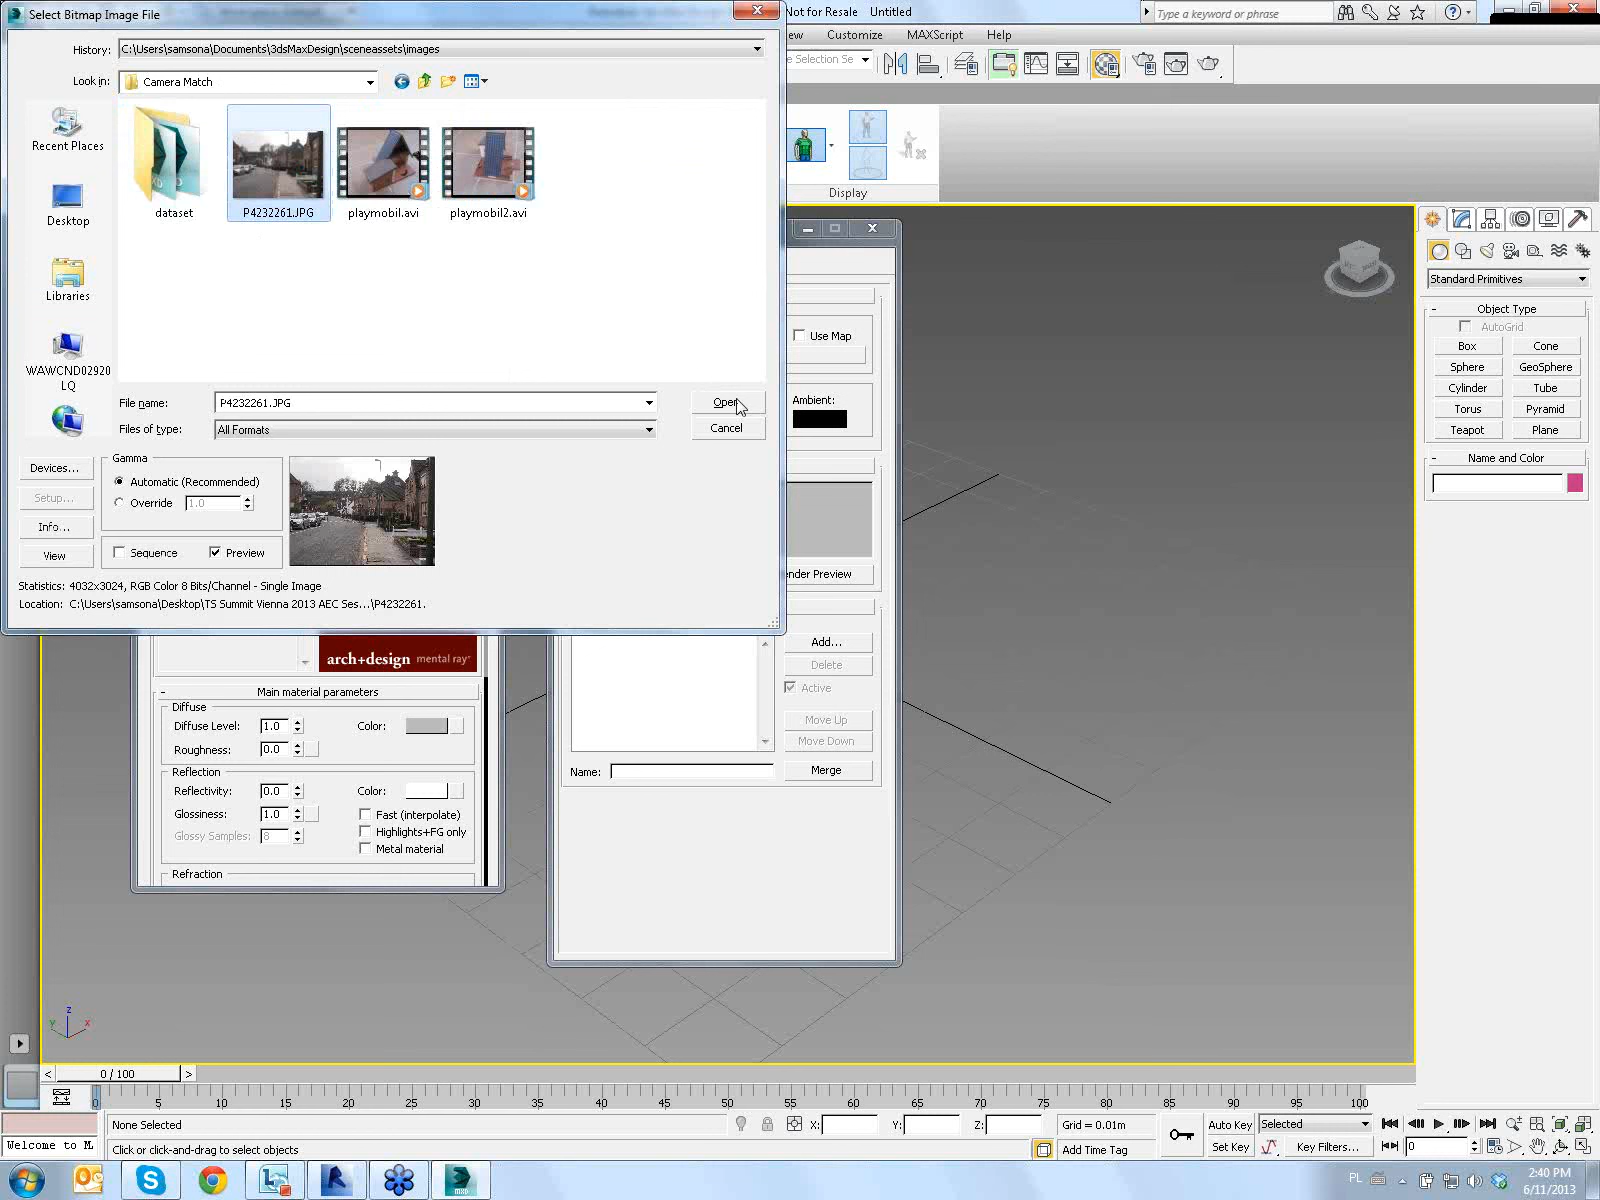 Select Bitmap Image File
Not for Resale Untitled
Type a keyword or phrase
History: C:\Users\samsona\Documents\3dsMaxDesign\sceneassets\images
ew Customize MAXScript Help
Look in: Camera Match
e Selection Se
Recent Places
Desktop
Libraries
WAWCND02920
LQ
dataset
P4232261.JPG
playmobil.avi
playmobil2.avi
Display
File name: P4232261.JPG
Open
Files of type: All Formats
Cancel
Devices...
Setup...
Info...
View
Gamma
Automatic (Recommended)
Override 1.0
Sequence Preview
Statistics: 4032x3024, RGB Color 8 Bits/Channel - Single Image
Location: C:\Users\samsona\Desktop\TS Summit Vienna 2013 AEC Ses...\P4232261.
Use Map
Ambient:
ender Preview
Add...
Delete
Active
Move Up
Move Down
Name:
Merge
arch+design mental ray
- Main material parameters
Diffuse
Diffuse Level: 1.0 Color:
Roughness: 0.0
Reflection
Reflectivity: 0.0 Color:
Glossiness: 1.0 Fast (interpolate)
Glossy Samples: 8 Highlights+FG only
Metal material
Refraction
Standard Primitives
- Object Type
AutoGrid
Box Cone
Sphere GeoSphere
Cylinder Tube
Torus Pyramid
Teapot Plane
- Name and Color
z
y x
< 0 / 100 >
0 5 10 15 20 25 30 35 40 45 50 55 60 65 70 75 80 85 90 95 100
None Selected X: Y: Z: Grid = 0.01m
Auto Key Selected
Welcome to M. Click or click-and-drag to select objects Add Time Tag
Set Key Key Filters... 0
PL
2:40 PM
6/11/2013